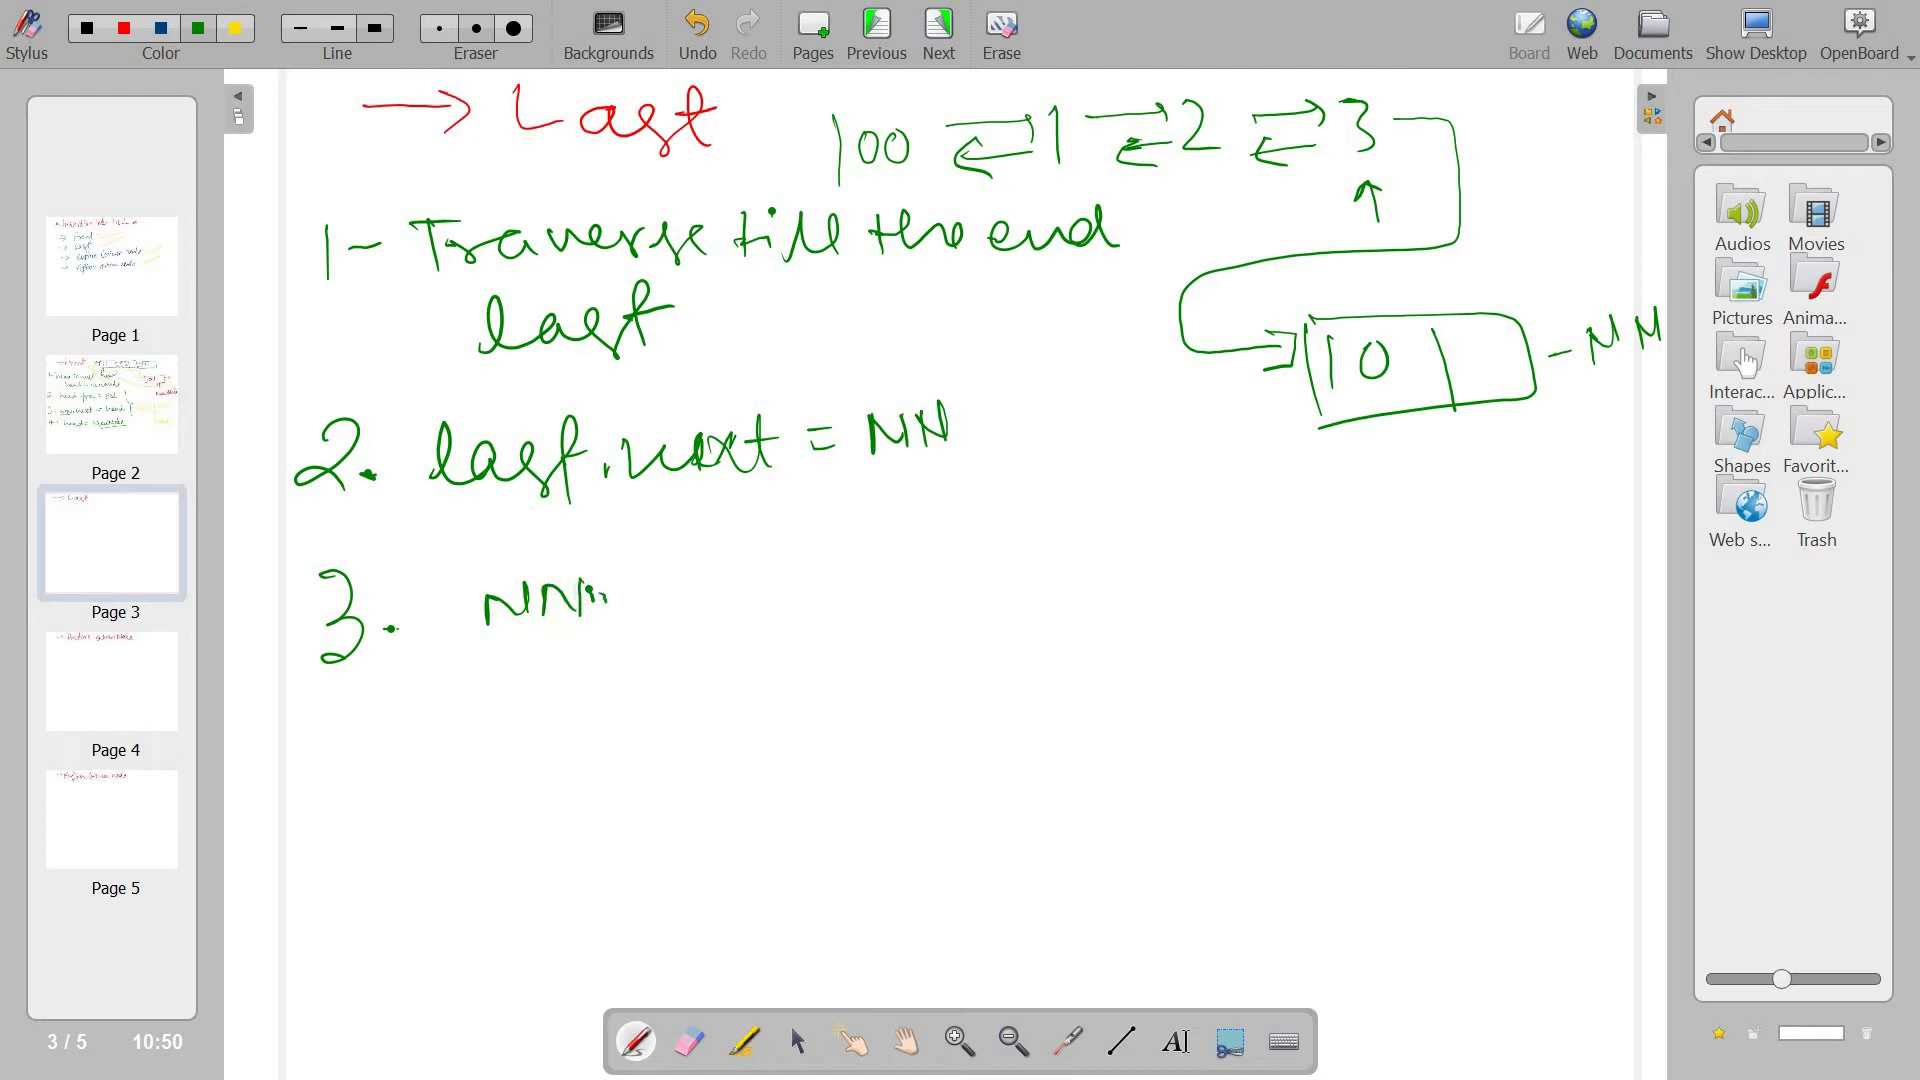 Stylus
Color
Line
Eraser
Backgrounds
Undo
Redo
Pages
Previous
Next
Erase
Board
Web
Documents
Show Desktop
OpenBoard
→ Last
100 1 2 3
1- Traverse till the end
last
10 - NN
2. last.next = NN
3. NN
Page 1
Page 2
→ Last
Page 3
Page 4
Page 5
3 / 5
10:50
Audios
Movies
Pictures
Anima...
Interac...
Applic...
Shapes
Favorit...
Web s...
Trash